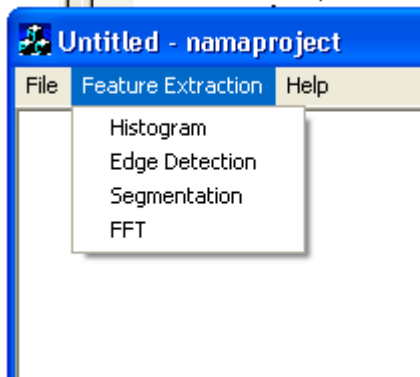 Untitled - namaproject
File Feature Extraction Help
Histogram
Edge Detection
Segmentation
FFT